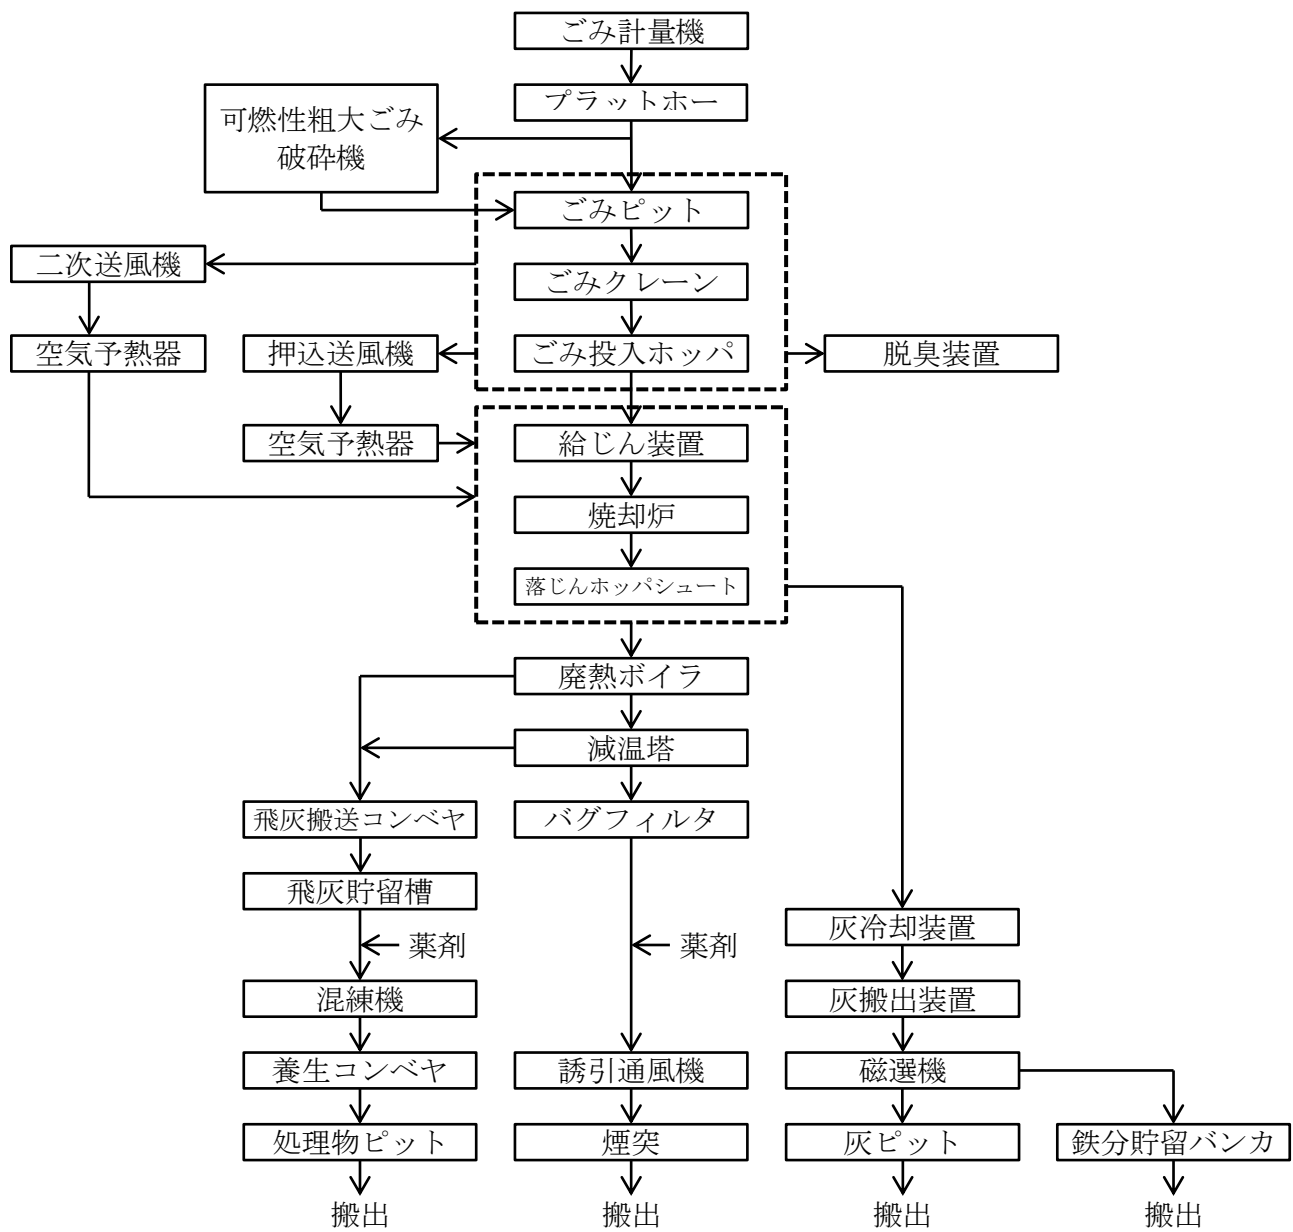 ごみ計量機
プラットホー
可燃性粗大ごみ
破砕機
ごみピット
二次送風機
ごみクレーン
空気予熱器
押込送風機
ごみ投入ホッパ
脱臭装置
空気予熱器
給じん装置
焼却炉
落じんホッパシュート
廃熱ボイラ
減温塔
飛灰搬送コンベヤ
バグフィルタ
飛灰貯留槽
灰冷却装置
薬剤
薬剤
混練機
灰搬出装置
養生コンベヤ
誘引通風機
磁選機
処理物ピット
煙突
灰ピット
鉄分貯留バンカ
搬出
搬出
搬出
搬出